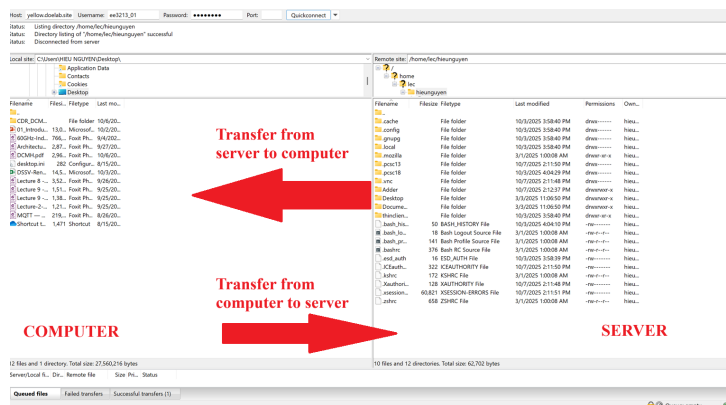 Host: yellow.doelab.site Username: ee3213_01 Password: ●●●●●●●● Port: Quickconnect
Status: Listing directory /home/lec/hieunguyen
Status: Directory listing of "/home/lec/hieunguyen" successful
Status: Disconnected from server
Local site: C:\Users\HIEU NGUYEN\Desktop\
Application Data
Contacts
Cookies
Desktop
Remote site: /home/lec/hieunguyen
/
home
lec
hieunguyen
Filename Filesi... Filetype Last mo...
..
CDR_DCM... File folder 10/6/20...
01_Introdu... 13,0... Microsof... 10/2/20...
60GHz-Ind... 766,... Foxit Ph... 9/4/202...
Architectu... 2,87... Foxit Ph... 9/27/20...
DCMH.pdf 2,96... Foxit Ph... 10/6/20...
desktop.ini 282 Configur... 8/15/20...
DSSV-Ren... 14,5... Microsof... 10/3/20...
Lecture 8 -... 3,52... Foxit Ph... 9/26/20...
Lecture 9 -... 1,51... Foxit Ph... 9/25/20...
Lecture 9 -... 1,38... Foxit Ph... 9/25/20...
Lecture-2-... 1,21... Foxit Ph... 9/25/20...
MQTT — ... 219,... Foxit Ph... 8/26/20...
Shortcut t... 1,471 Shortcut 8/15/20...
Transfer from
server to computer
Transfer from
computer to server
COMPUTER
Filename Filesize Filetype Last modified Permissions Own...
..
.cache File folder 10/3/2025 3:58:40 PM drwx------ hieu...
.config File folder 10/3/2025 3:58:40 PM drwx------ hieu...
.gnupg File folder 10/3/2025 3:58:40 PM drwx------ hieu...
.local File folder 10/3/2025 3:58:40 PM drwx------ hieu...
.mozilla File folder 3/1/2025 1:00:08 AM drwxr-xr-x hieu...
.pcsc13 File folder 10/7/2025 2:11:50 PM drwx------ hieu...
.pcsc18 File folder 10/3/2025 4:04:29 PM drwx------ hieu...
.vnc File folder 10/7/2025 2:11:48 PM drwx------ hieu...
Adder File folder 10/7/2025 2:12:37 PM drwxrwxr-x hieu...
Desktop File folder 3/3/2025 11:06:50 PM drwxrwxr-x hieu...
Docume... File folder 3/3/2025 11:06:50 PM drwxrwxr-x hieu...
thinclien... File folder 10/3/2025 3:58:40 PM drwxr-xr-x hieu...
.bash_his... 50 BASH_HISTORY File 10/3/2025 4:04:10 PM -rw------- hieu...
.bash_lo... 18 Bash Logout Source File 3/1/2025 1:00:08 AM -rw-r--r-- hieu...
.bash_pr... 141 Bash Profile Source File 3/1/2025 1:00:08 AM -rw-r--r-- hieu...
.bashrc 376 Bash RC Source File 3/1/2025 1:00:08 AM -rw-r--r-- hieu...
.esd_auth 16 ESD_AUTH File 10/3/2025 3:58:39 PM -rw------- hieu...
.ICEauth... 322 ICEAUTHORITY File 10/7/2025 2:11:50 PM -rw------- hieu...
.kshrc 172 KSHRC File 3/1/2025 1:00:08 AM -rw-r--r-- hieu...
.Xauthori... 128 XAUTHORITY File 10/7/2025 2:11:48 PM -rw------- hieu...
.xsession... 60,821 XSESSION-ERRORS File 10/7/2025 2:11:51 PM -rw------- hieu...
.zshrc 658 ZSHRC File 3/1/2025 1:00:08 AM -rw-r--r-- hieu...
SERVER
12 files and 1 directory. Total size: 27,560,216 bytes
10 files and 12 directories. Total size: 62,702 bytes
Server/Local fi... Dir... Remote file Size Pri... Status
Queued files Failed transfers Successful transfers (1)